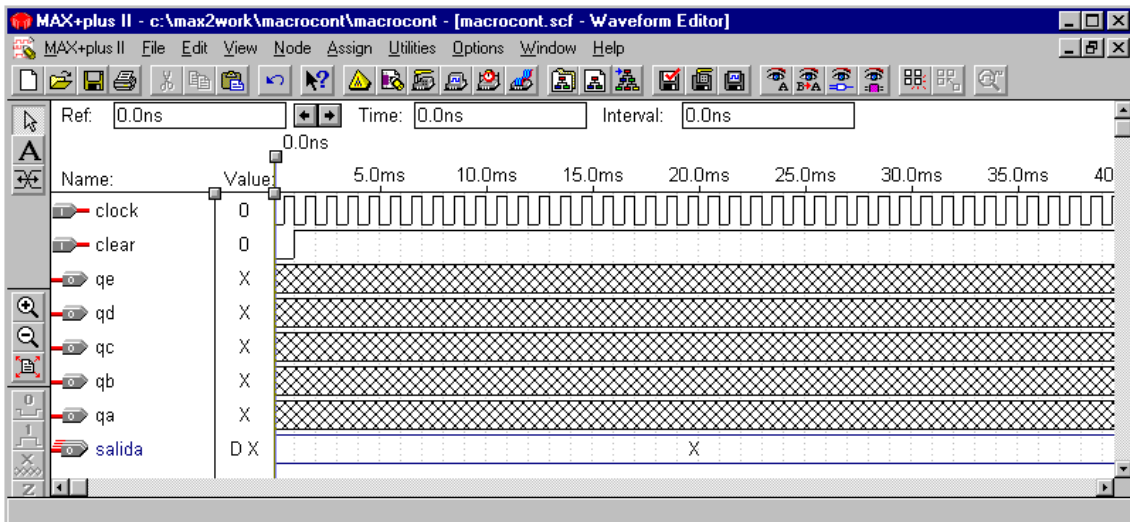 MAX+plus II - c:\max2work\macrocont\macrocont - [macrocont.scf - Waveform Editor]
MAX+plus II File Edit View Node Assign Utilities Options Window Help
Ref: 0.0ns Time: 0.0ns Interval: 0.0ns
0.0ns
Name: Value: 5.0ms 10.0ms 15.0ms 20.0ms 25.0ms 30.0ms 35.0ms 40
clock 0
clear 0
qe X
qd X
qc X
qb X
qa X
salida D X X
A
0
1
X
Z